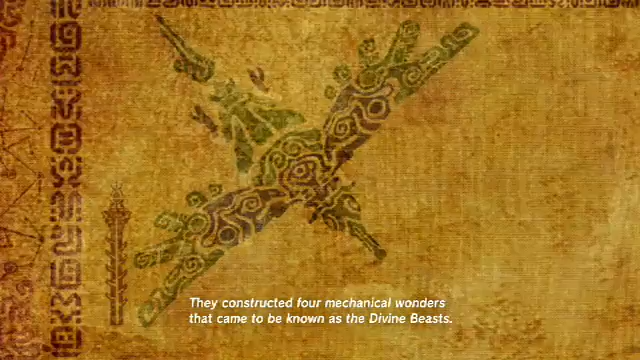 They constructed four mechanical wonders
that came to be known as the Divine Beasts.